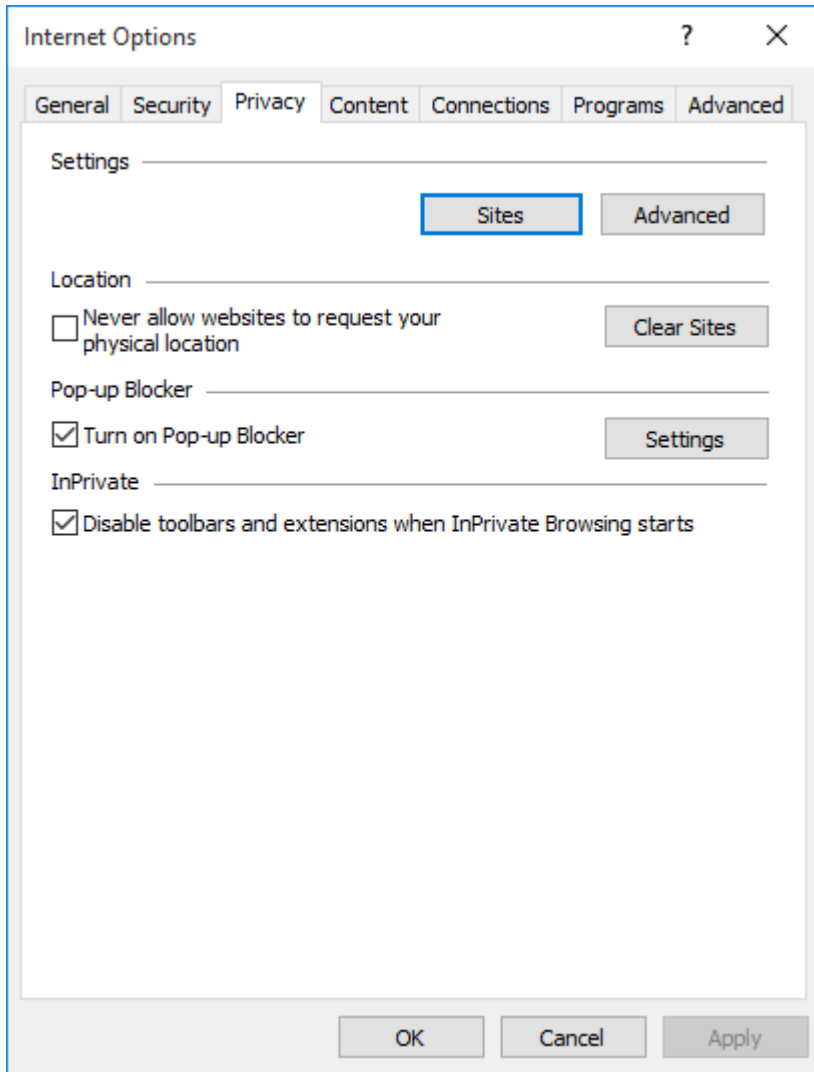 Internet Options ?
General Security Privacy Content Connections Programs Advanced
Settings
Sites Advanced
Location
Never allow websites to request your
physical location
Clear Sites
Pop-up Blocker
Turn on Pop-up Blocker Settings
InPrivate
Disable toolbars and extensions when InPrivate Browsing starts
OK Cancel Apply